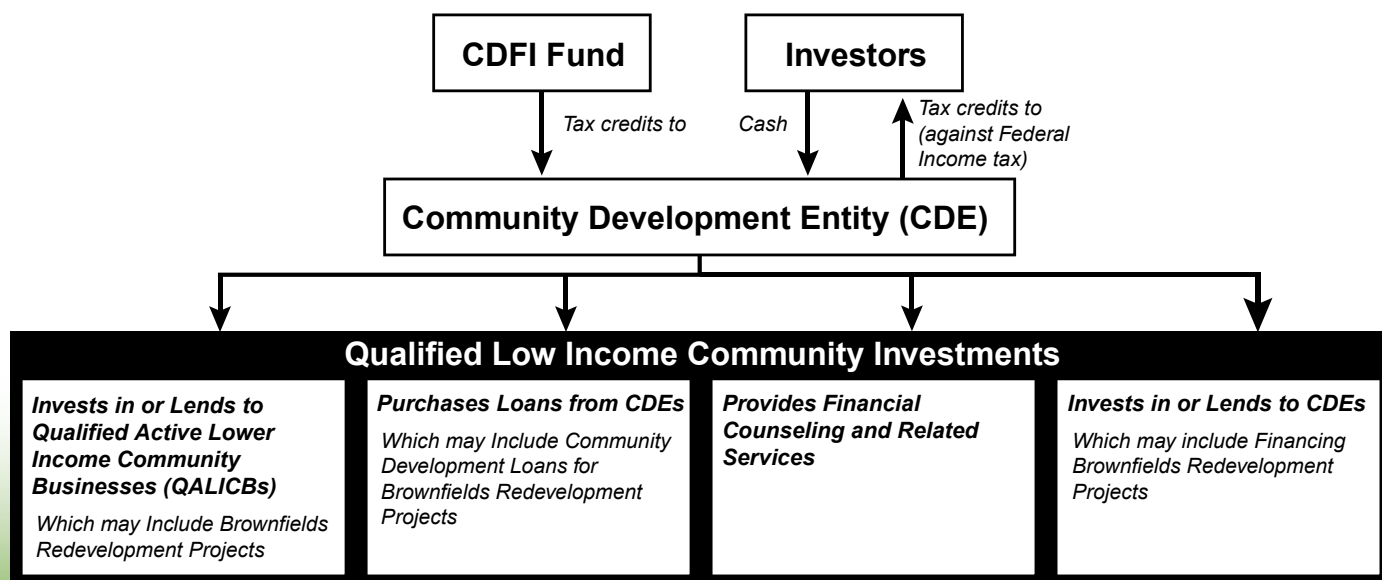 CDFI Fund
Investors
Tax credits to
Cash
Tax credits to
(against Federal
Income tax)
Community Development Entity (CDE)
Qualified Low Income Community Investments
Invests in or Lends to
Qualified Active Lower
Income Community
Businesses (QALICBs)
Which may Include Brownfields
Redevelopment Projects
Purchases Loans from CDEs
Which may Include Community
Development Loans for
Brownfields Redevelopment
Projects
Provides Financial
Counseling and Related
Services
Invests in or Lends to CDEs
Which may include Financing
Brownfields Redevelopment
Projects